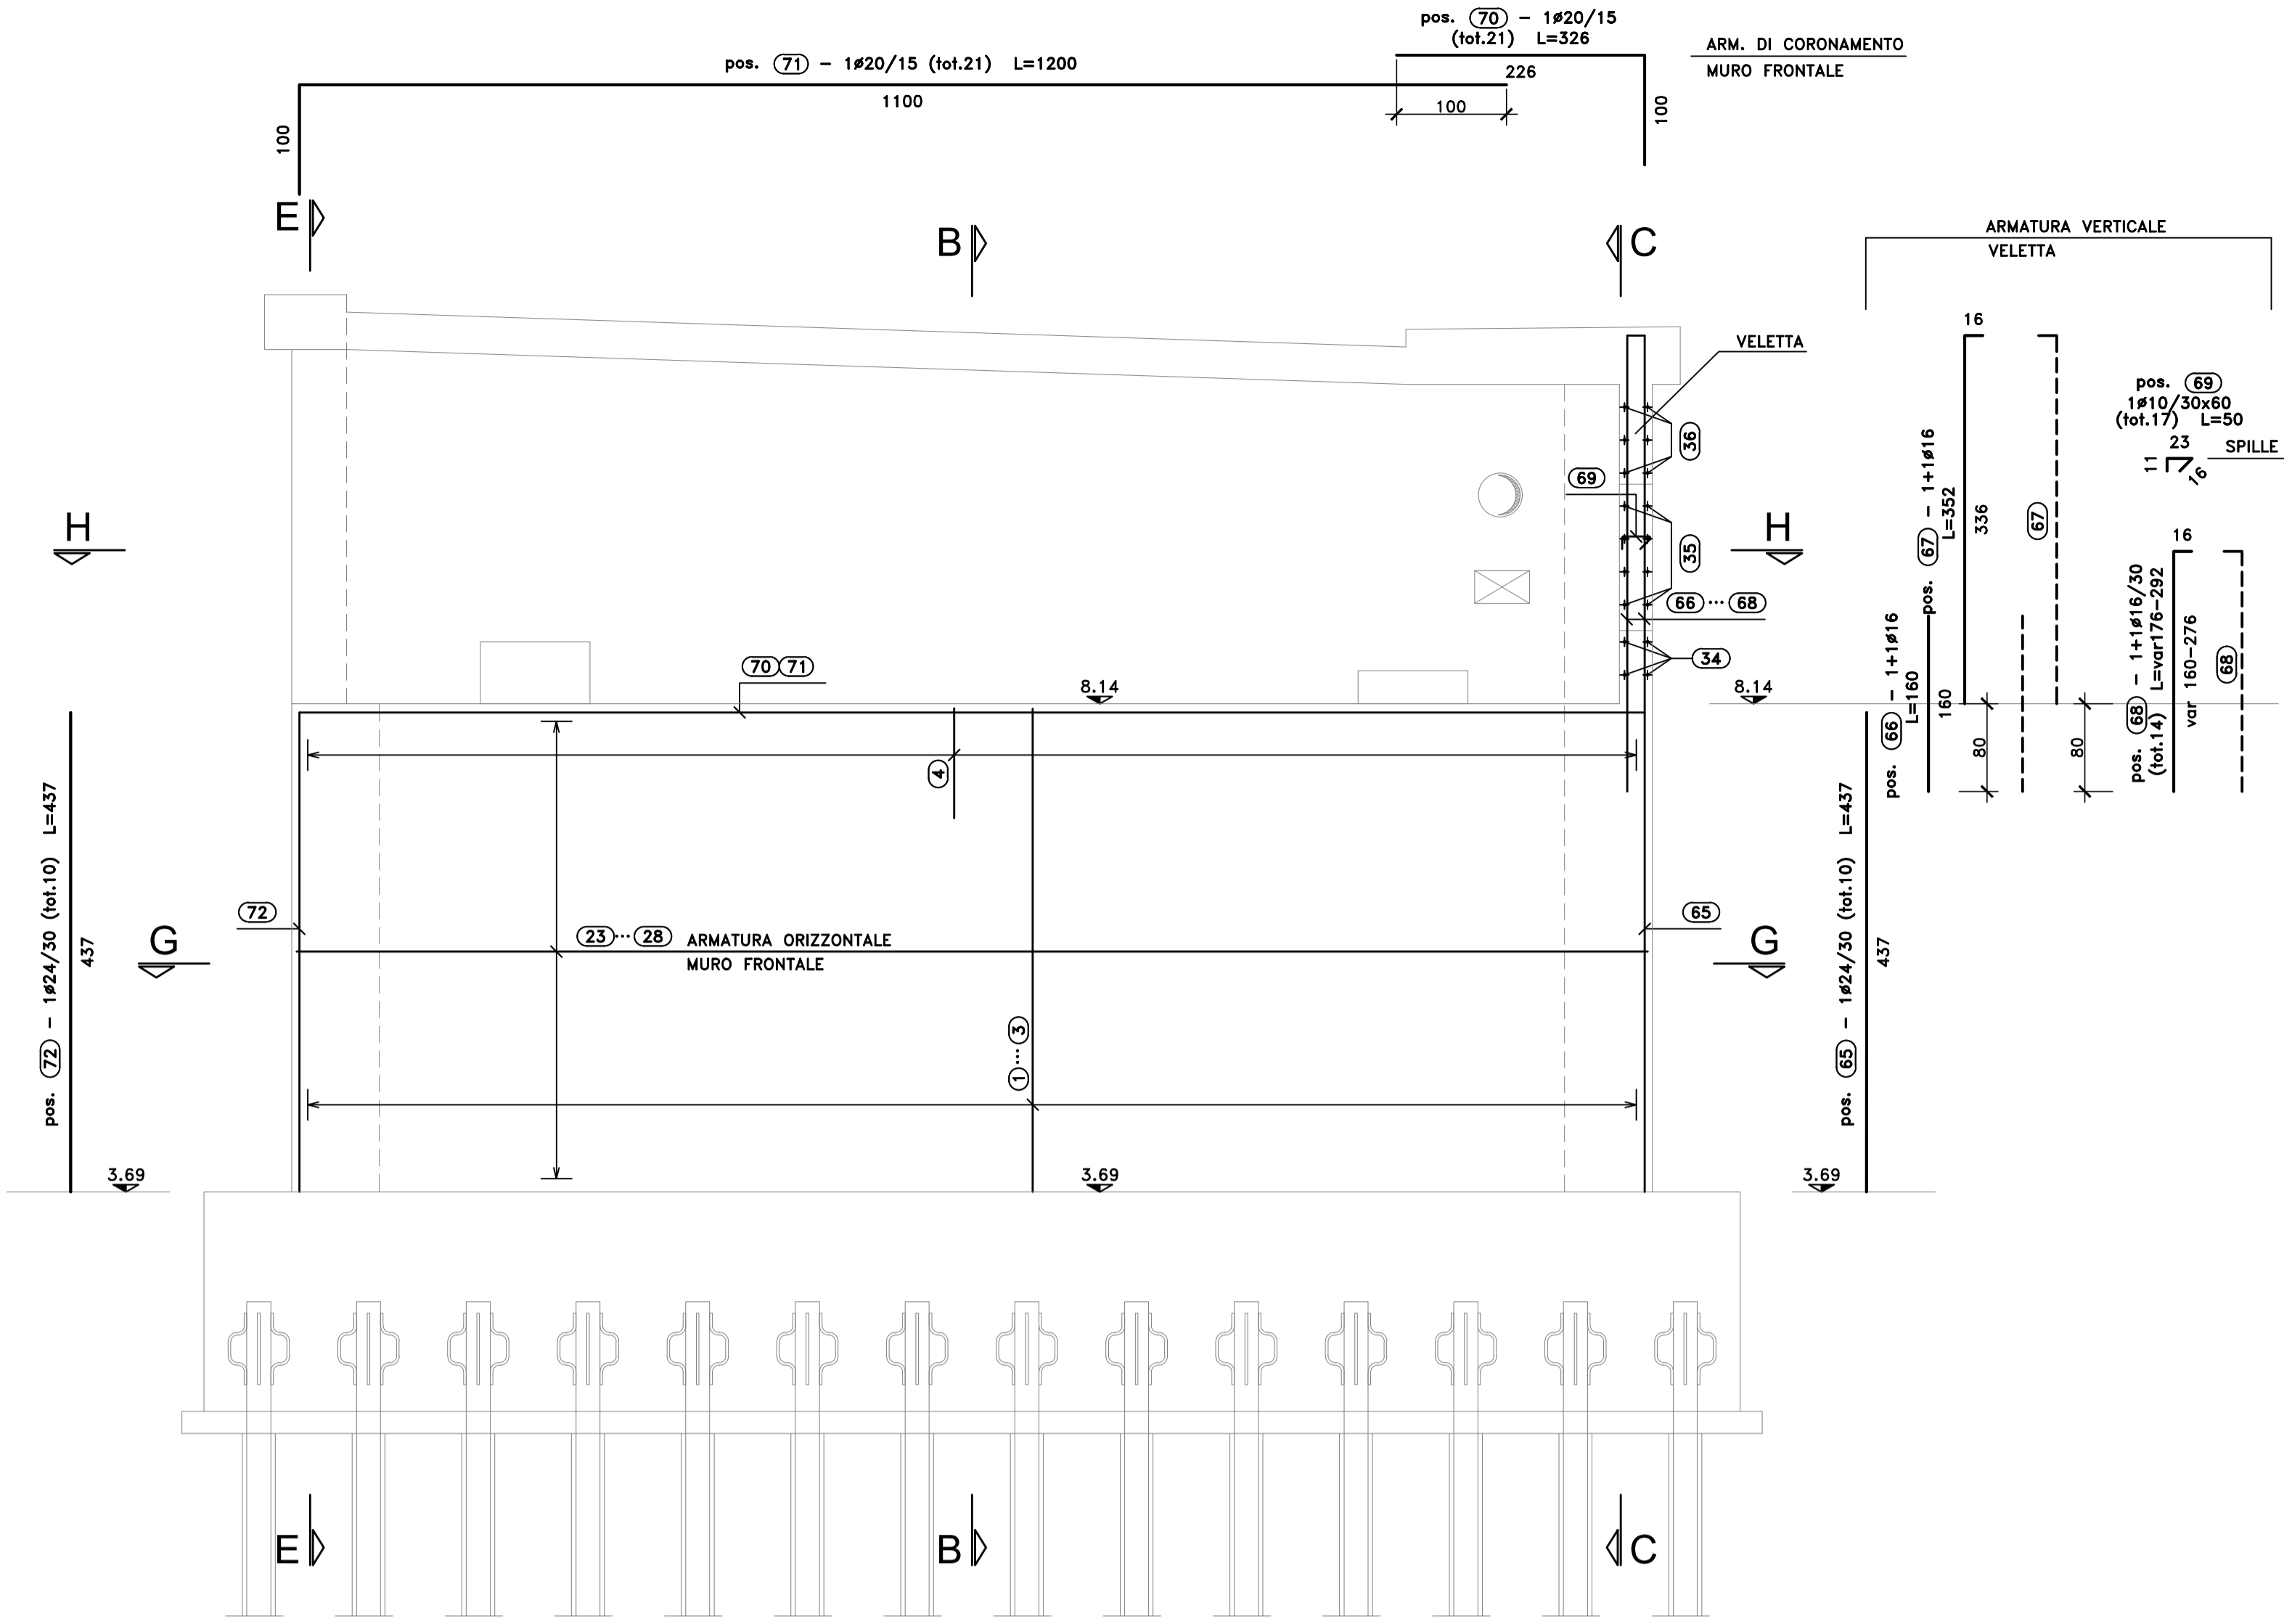 pos. 70 – 1ø20/15
(tot.21) L=326
ARM. DI CORONAMENTO
MURO FRONTALE
pos. 71 – 1ø20/15 (tot.21) L=1200
226
1100
100
100
100
E
B
C
ARMATURA VERTICALE
VELETTA
16
VELETTA
pos. 69
1ø10/30x60
(tot.17) L=50
23
SPILLE
11
16
36
69
pos. 67 – 1+1ø16
L=352
336
67
H
H
35
16
66 ... 68
pos. 66 – 1+1ø16
L=160
160
pos. 68 – 1+1ø16/30
(tot.14) L=var176–292
var 160–276
68
34
70 71
8.14
8.14
80
80
4
pos. 72 – 1ø24/30 (tot.10) L=437
437
pos. 65 – 1ø24/30 (tot.10) L=437
437
72
65
G
G
23 ... 28 ARMATURA ORIZZONTALE
MURO FRONTALE
1 ... 3
3.69
3.69
3.69
E
B
C